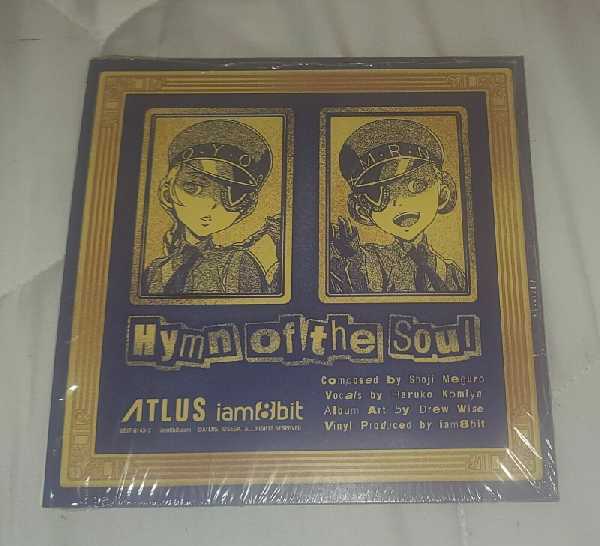 O.Y.O
M.R.D
Hymn of the Soul
Composed by Shoji Meguro
Vocals by Haruko Komiya
Album Art by Drew Wise
Vinyl Produced by iam8bit
ATLUS iam8bit